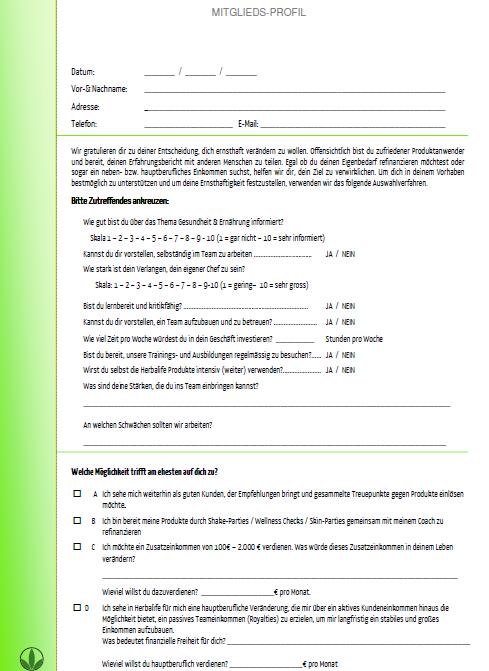 MITGLIEDS-PROFIL
Datum: _______ / _______ / _______
Vor-& Nachname: ______________________________
Adresse: ______________________________
Telefon: ____________________ E-Mail: ______________________________
Wir gratulieren dir zu deiner Entscheidung, dich ernsthaft verändern zu wollen. Offensichtlich bist du zufriedener Produktanwender
und bereit, deinen Erfahrungsbericht mit anderen Menschen zu teilen. Egal ob du deinen Eigenbedarf refinanzieren möchtest oder
sogar ein neben- bzw. hauptberufliches Einkommen suchst, helfen wir dir, dein Ziel zu verwirklichen. Um dich in deinem Vorhaben
bestmöglich zu unterstützen und um deine Ernsthaftigkeit festzustellen, verwenden wir das folgende Auswahlverfahren.
Bitte Zutreffendes ankreuzen:
Wie gut bist du über das Thema Gesundheit & Ernährung informiert?
Skala 1 – 2 – 3 – 4 – 5 – 6 – 7 – 8 – 9 - 10 (1 = gar nicht – 10 = sehr informiert)
Kannst du dir vorstellen, selbständig im Team zu arbeiten .......................... JA / NEIN
Wie stark ist dein Verlangen, dein eigener Chef zu sein?
Skala: 1 – 2 – 3 – 4 – 5 – 6 – 7 – 8 – 9-10 (1 = gering– 10 = sehr gross)
Bist du lernbereit und kritikfähig? .......................................................... JA / NEIN
Kannst du dir vorstellen, ein Team aufzubauen und zu betreuen? ..................... JA / NEIN
Wie viel Zeit pro Woche würdest du in dein Geschäft investieren? __________ Stunden pro Woche
Bist du bereit, unsere Trainings- und Ausbildungen regelmässig zu besuchen?..... JA / NEIN
Wirst du selbst die Herbalife Produkte intensiv (weiter) verwenden?.................. JA / NEIN
Was sind deine Stärken, die du ins Team einbringen kannst?
______________________________
An welchen Schwächen sollten wir arbeiten?
______________________________
Welche Möglichkeit trifft am ehesten auf dich zu?
☐ A Ich sehe mich weiterhin als guten Kunden, der Empfehlungen bringt und gesammelte Treuepunkte gegen Produkte einlösen
möchte.
☐ B Ich bin bereit meine Produkte durch Shake-Parties / Wellness Checks / Skin-Parties gemeinsam mit meinem Coach zu
refinanzieren
☐ C Ich möchte ein Zusatzeinkommen von 100€ – 2.000 € verdienen. Was würde dieses Zusatzeinkommen in deinem Leben
verändern?
______________________________
Wieviel willst du dazuverdienen? ____________________€ pro Monat.
☐ D Ich sehe in Herbalife für mich eine hauptberufliche Veränderung, die mir über ein aktives Kundeneinkommen hinaus die
Möglichkeit bietet, ein passives Teameinkommen (Royalties) zu erzielen, um mir langfristig ein stabiles und großes
Einkommen aufzubauen.
Was bedeutet finanzielle Freiheit für dich? ______________________________
Wieviel willst du hauptberuflich verdienen? ____________________€ pro Monat